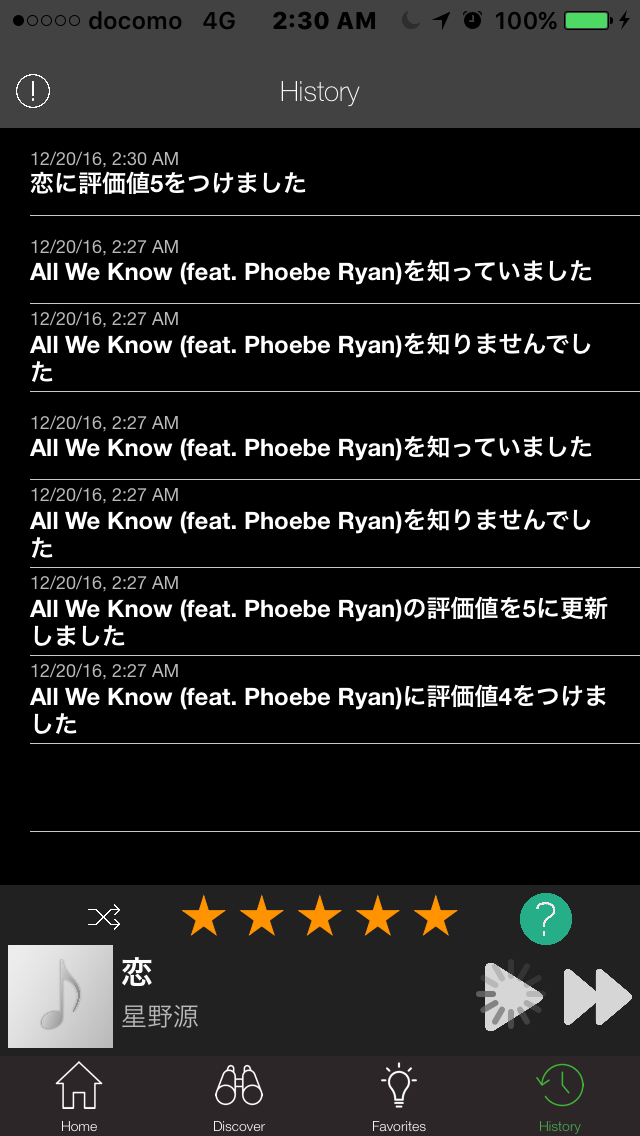 docomo 4G 2:30 AM 100%
History
12/20/16, 2:30 AM
恋に評価値5をつけました
12/20/16, 2:27 AM
All We Know (feat. Phoebe Ryan)を知っていました
12/20/16, 2:27 AM
All We Know (feat. Phoebe Ryan)を知りませんでし
た
12/20/16, 2:27 AM
All We Know (feat. Phoebe Ryan)を知っていました
12/20/16, 2:27 AM
All We Know (feat. Phoebe Ryan)を知りませんでし
た
12/20/16, 2:27 AM
All We Know (feat. Phoebe Ryan)の評価値を5に更新
しました
12/20/16, 2:27 AM
All We Know (feat. Phoebe Ryan)に評価値4をつけま
した
?
恋
星野源
Home Discover Favorites History